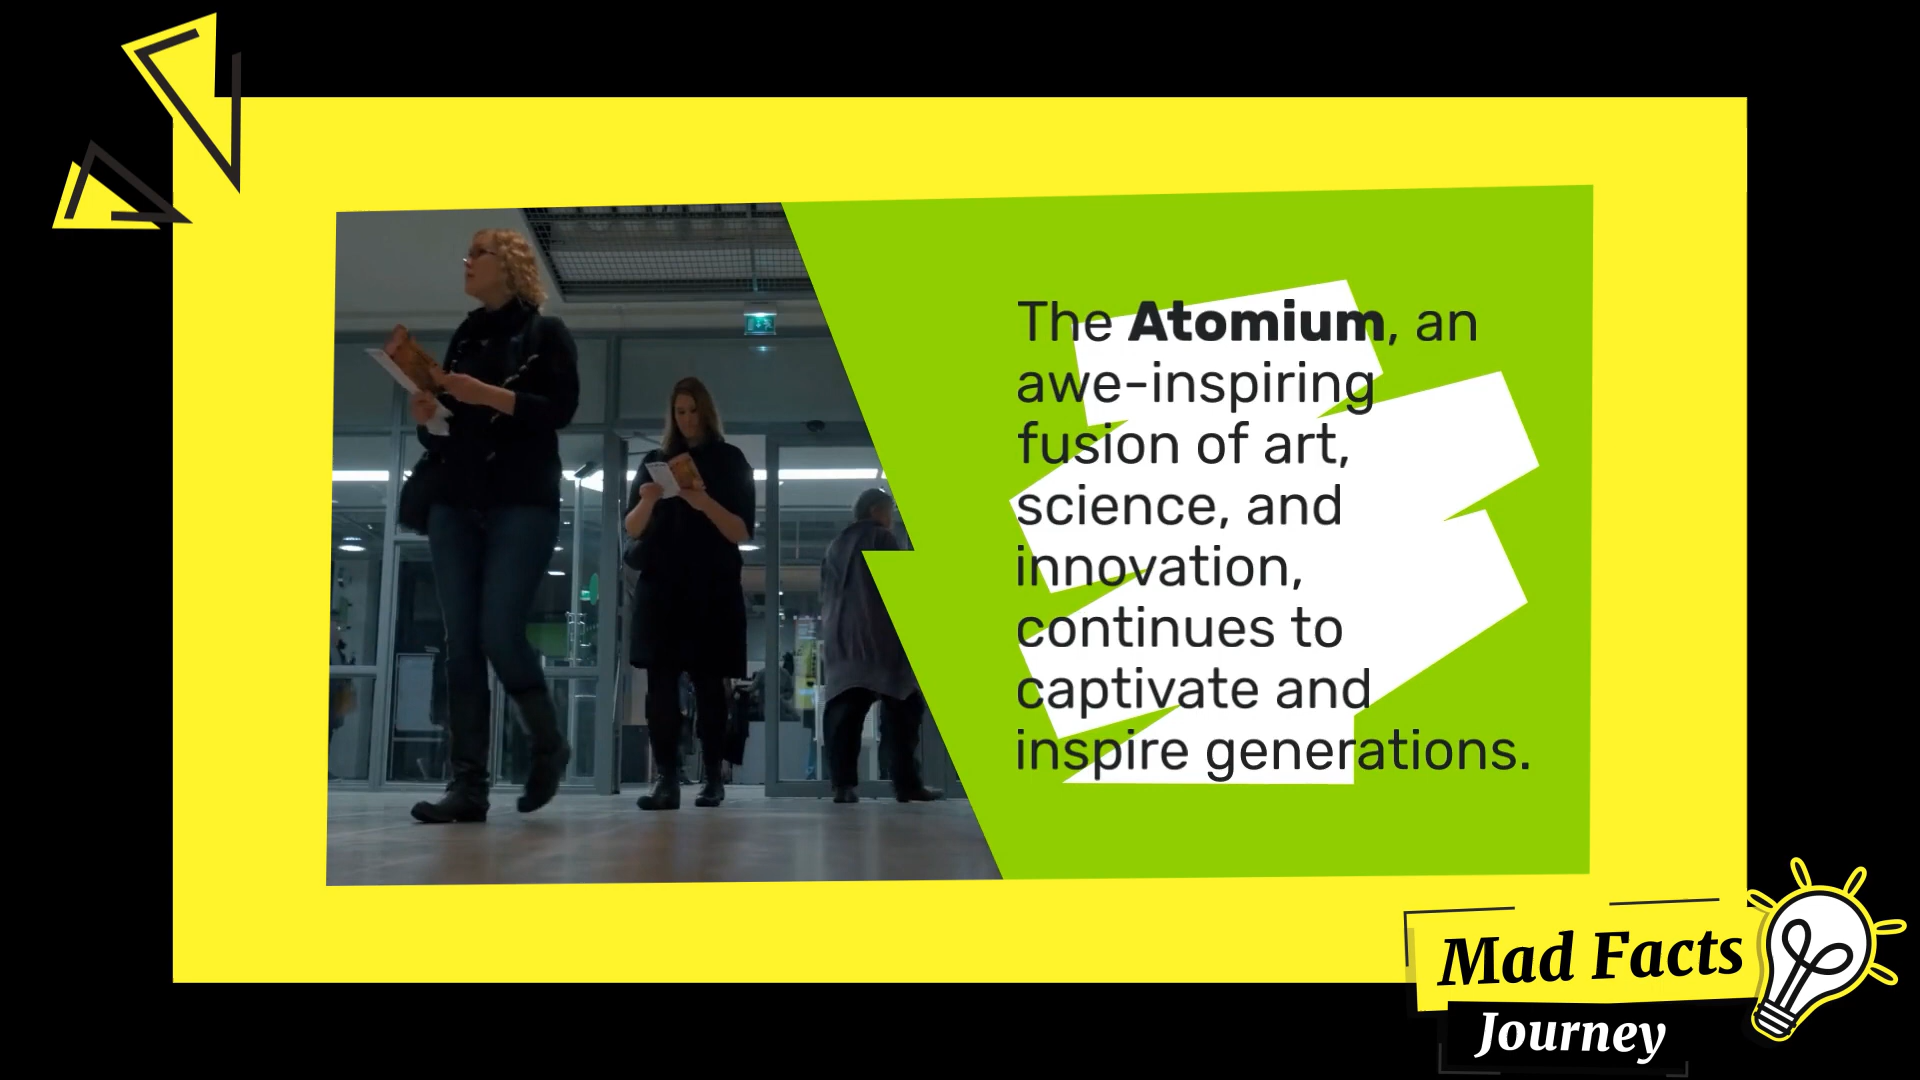 The Atomium, an
awe-inspiring
fusion of art,
science, and
innovation,
continues to
captivate and
inspire generations.
Mad Facts
Journey